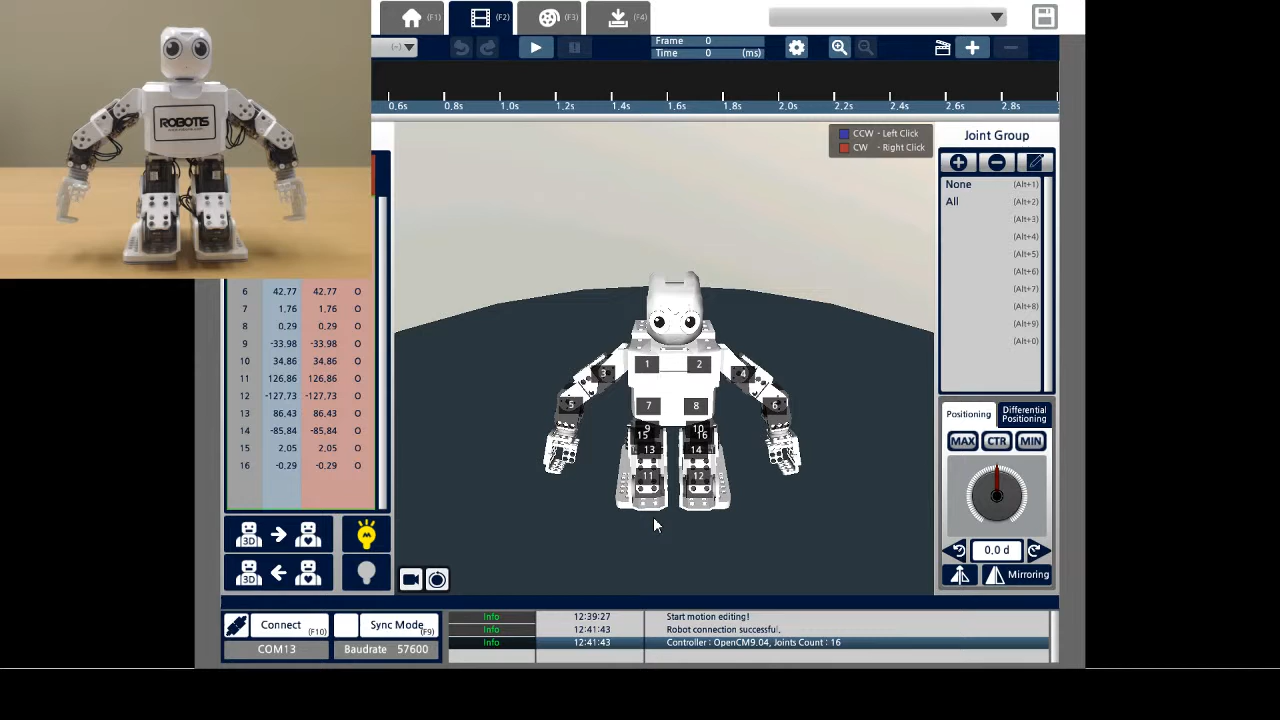 (F1)
(F2)
(F3)
(F4)
(--)
Frame 0
Time 0 (ms)
0.6s 0.8s 1.0s 1.2s 1.4s 1.6s 1.8s 2.0s 2.2s 2.4s 2.6s 2.8s
ROBOTIS
CCW - Left Click
CW - Right Click
Joint Group
None (Alt+1)
All (Alt+2)
(Alt+3)
(Alt+4)
(Alt+5)
(Alt+6)
(Alt+7)
(Alt+8)
(Alt+9)
(Alt+0)
6 42.77 42.77 O
7 1.76 1.76 O
8 0.29 0.29 O
9 -33.98 -33.98 O
10 34.86 34.86 O
11 126.86 126.86 O
12 -127.73 -127.73 O
13 86.43 86.43 O
14 -85.84 -85.84 O
15 2.05 2.05 O
16 -0.29 -0.29 O
1 2
3 4
5 6
7 8
9 10
15 16
13 14
11 12
Positioning
Differential
Positioning
MAX CTR MIN
0.0 d
Mirroring
3D
3D
Connect (F10)
COM13
Sync Mode (F9)
Baudrate 57600
Info 12:39:27 Start motion editing!
Info 12:41:43 Robot connection successful.
Info 12:41:43 Controller : OpenCM9.04, Joints Count : 16